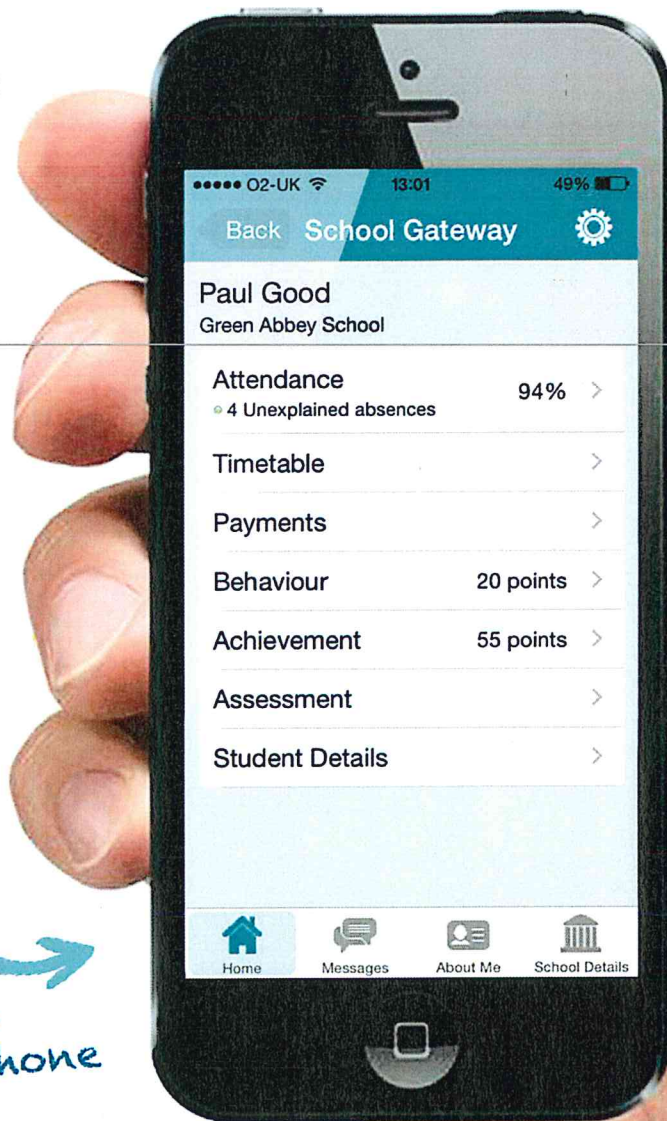 O2-UK 13:01 49%
Back School Gateway
Paul Good
Green Abbey School
Attendance 94%
4 Unexplained absences
Timetable
Payments
Behaviour 20 points
Achievement 55 points
Assessment
Student Details
Home Messages About Me School Details
hone